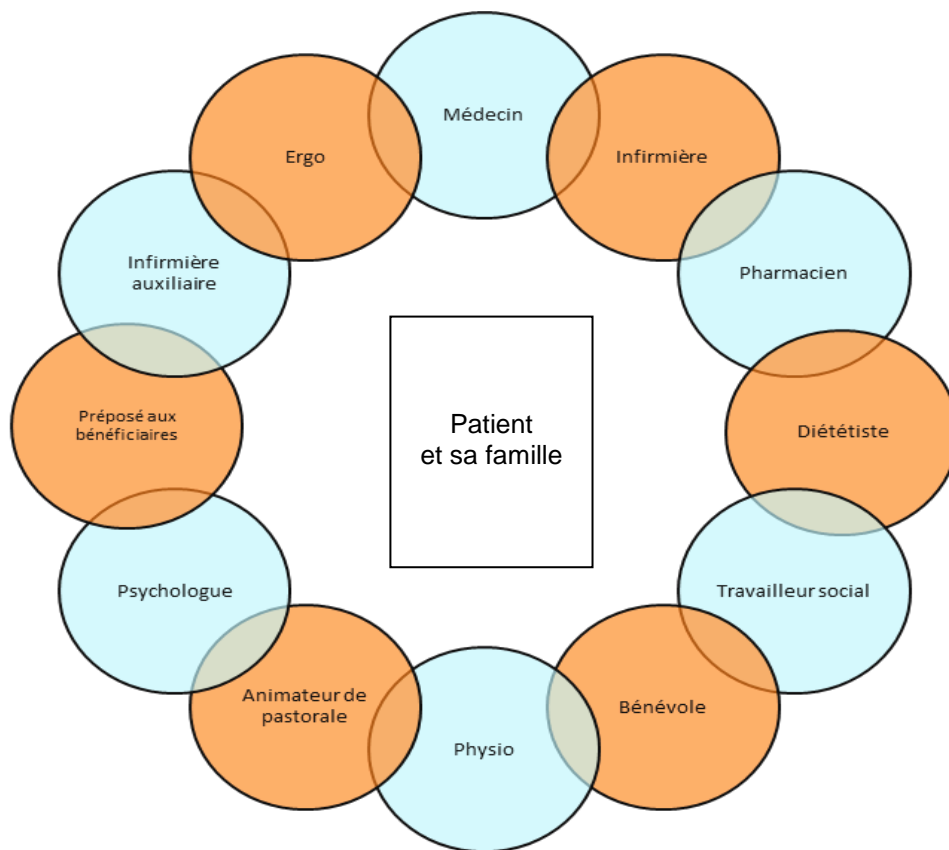 Médecin
Ergo
Infirmière
Infirmière
auxiliaire
Pharmacien
Préposé aux
bénéficiaires
Patient
et sa famille
Diététiste
Psychologue
Travailleur social
Animateur de
pastorale
Bénévole
Physio